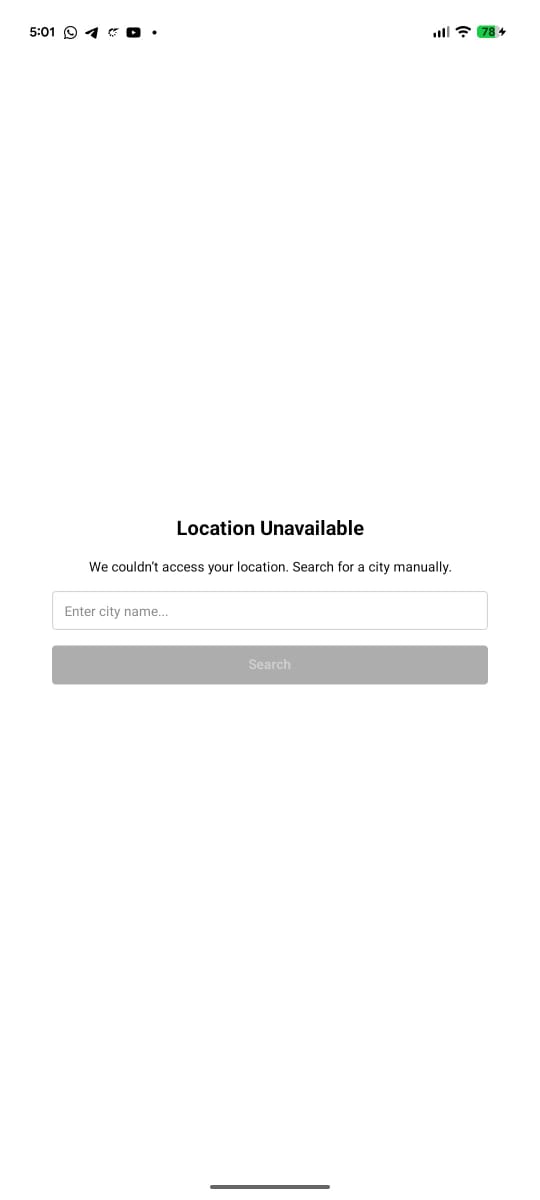 5:01
78
Location Unavailable
We couldn't access your location. Search for a city manually.
Enter city name...
Search